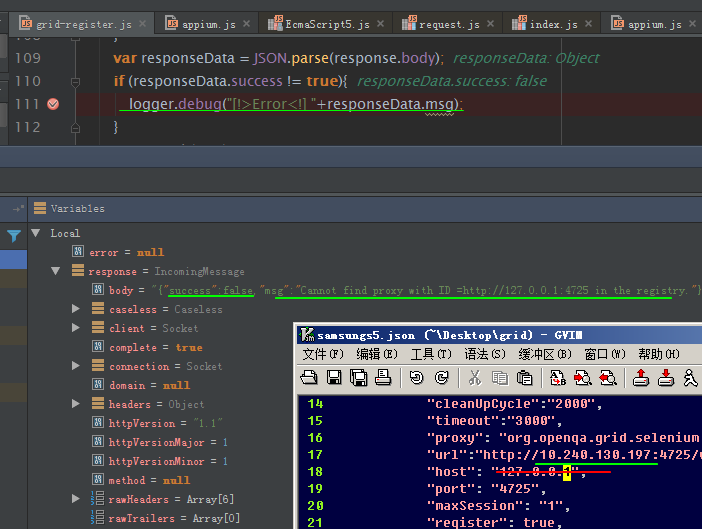 grid-register.js × appium.js × EcmaScript5.js × request.js × index.js × appium.js ×
109 var responseData = JSON.parse(response.body); responseData: Object
110 if (responseData.success != true){ responseData.success: false
111 logger.debug("[!>Error<!] "+responseData.msg);
112 }
Variables
Local
error = null
response = IncomingMessage
body = "{"success":false,"msg":"Cannot find proxy with ID =http://127.0.0.1:4725 in the registry."}
caseless = Caseless
client = Socket
complete = true
connection = Socket
domain = null
headers = Object
httpVersion = "1.1"
httpVersionMajor = 1
httpVersionMinor = 1
method = null
rawHeaders = Array[6]
rawTrailers = Array[0]
samsungs5.json (~\Desktop\grid) - GVIM
文件(F) 编辑(E) 工具(T) 语法(S) 缓冲区(B) 窗口(W) 帮助(H)
14 "cleanUpCycle":"2000",
15 "timeout":"3000",
16 "proxy": "org.openqa.grid.selenium
17 "url":"http://10.240.130.197:4725/
18 "host": "127.0.0.1",
19 "port": "4725",
20 "maxSession": "1",
21 "register": true,